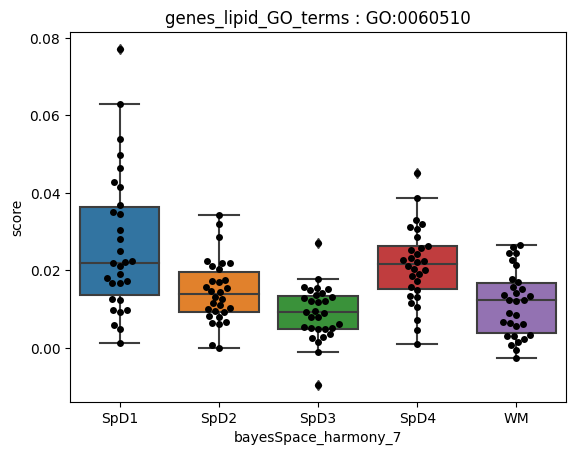 genes_lipid_GO_terms : GO:0060510
0.08
0.06
0.04
0.02
0.00
score
SpD1 SpD2 SpD3 SpD4 WM
bayesSpace_harmony_7